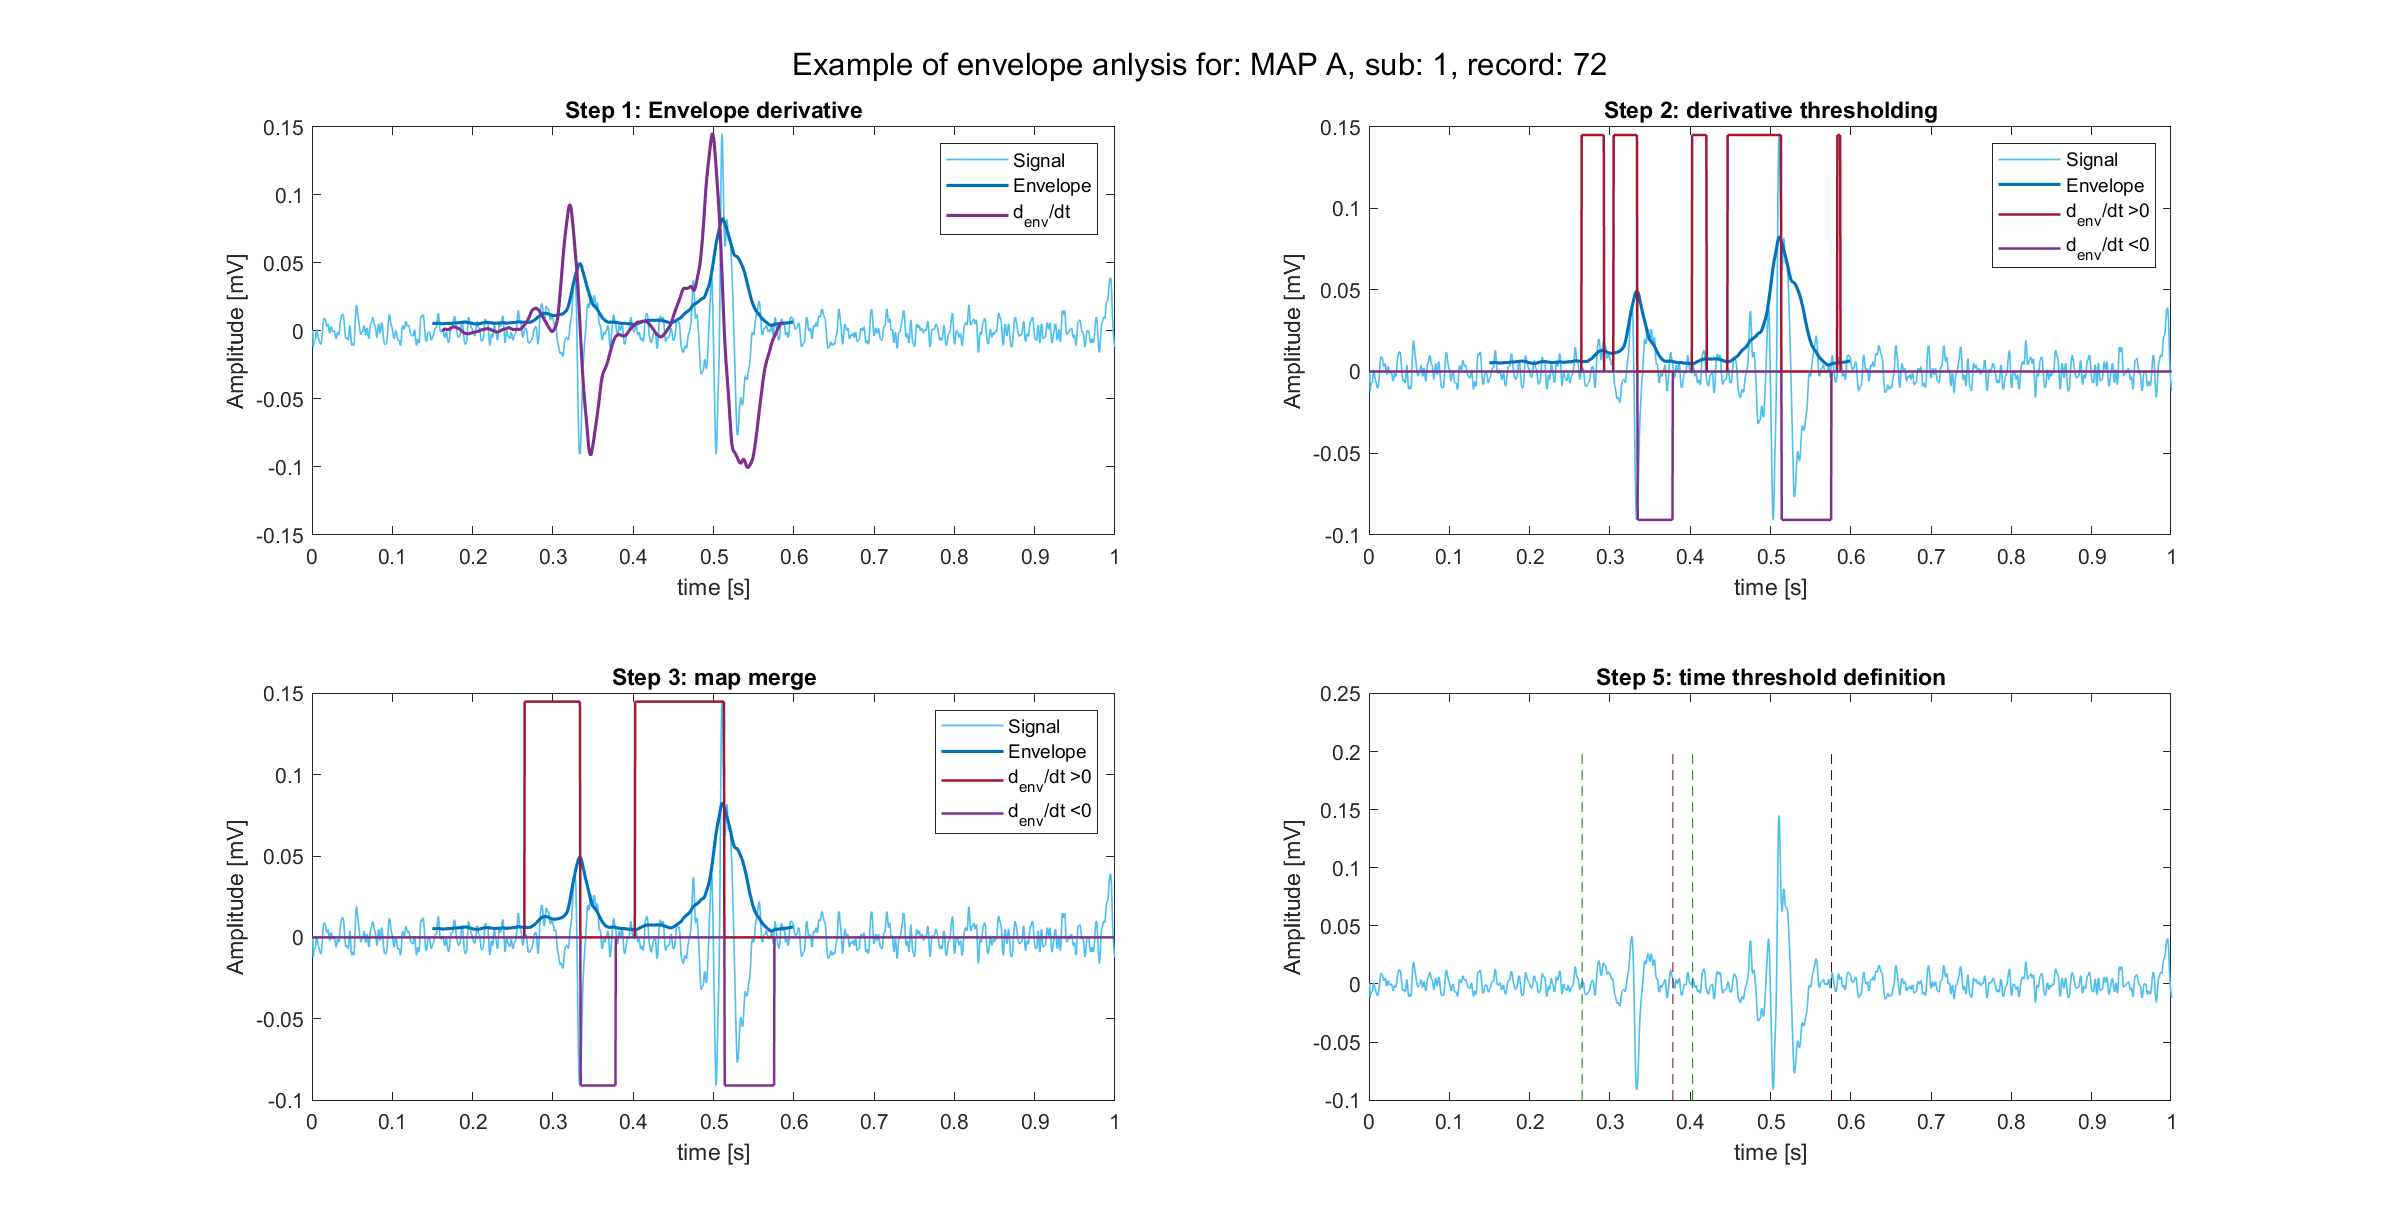 Example of envelope anlysis for: MAP A, sub: 1, record: 72
Step 1: Envelope derivative
0.15
0.1
0.05
0
-0.05
-0.1
-0.15
Amplitude [mV]
0 0.1 0.2 0.3 0.4 0.5 0.6 0.7 0.8 0.9 1
time [s]
Signal
Envelope
d_env/dt
Step 2: derivative thresholding
0.15
0.1
0.05
0
-0.05
-0.1
Amplitude [mV]
0 0.1 0.2 0.3 0.4 0.5 0.6 0.7 0.8 0.9 1
time [s]
Signal
Envelope
d_env/dt >0
d_env/dt <0
Step 3: map merge
0.15
0.1
0.05
0
-0.05
-0.1
Amplitude [mV]
0 0.1 0.2 0.3 0.4 0.5 0.6 0.7 0.8 0.9 1
time [s]
Signal
Envelope
d_env/dt >0
d_env/dt <0
Step 5: time threshold definition
0.25
0.2
0.15
0.1
0.05
0
-0.05
-0.1
Amplitude [mV]
0 0.1 0.2 0.3 0.4 0.5 0.6 0.7 0.8 0.9 1
time [s]